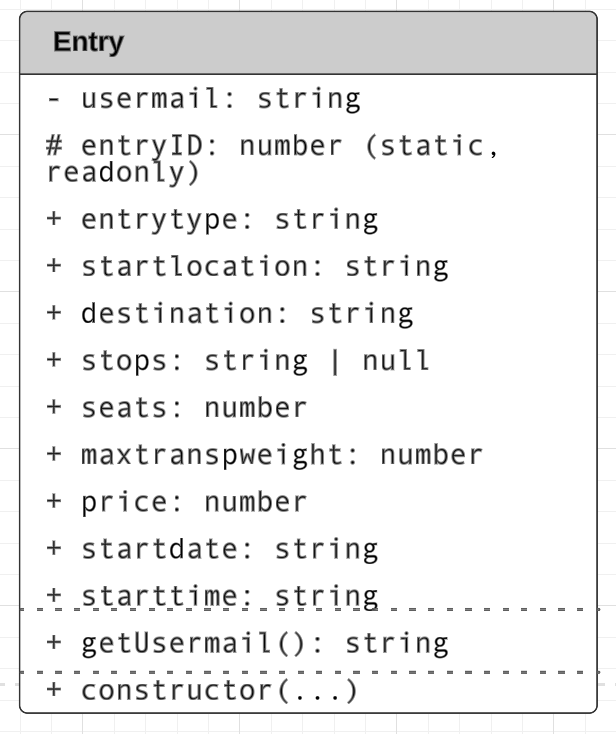 Entry
- usermail: string
# entryID: number (static,
readonly)
+ entrytype: string
+ startlocation: string
+ destination: string
+ stops: string | null
+ seats: number
+ maxtranspweight: number
+ price: number
+ startdate: string
+ starttime: string
+ getUsermail(): string
+ constructor(...)